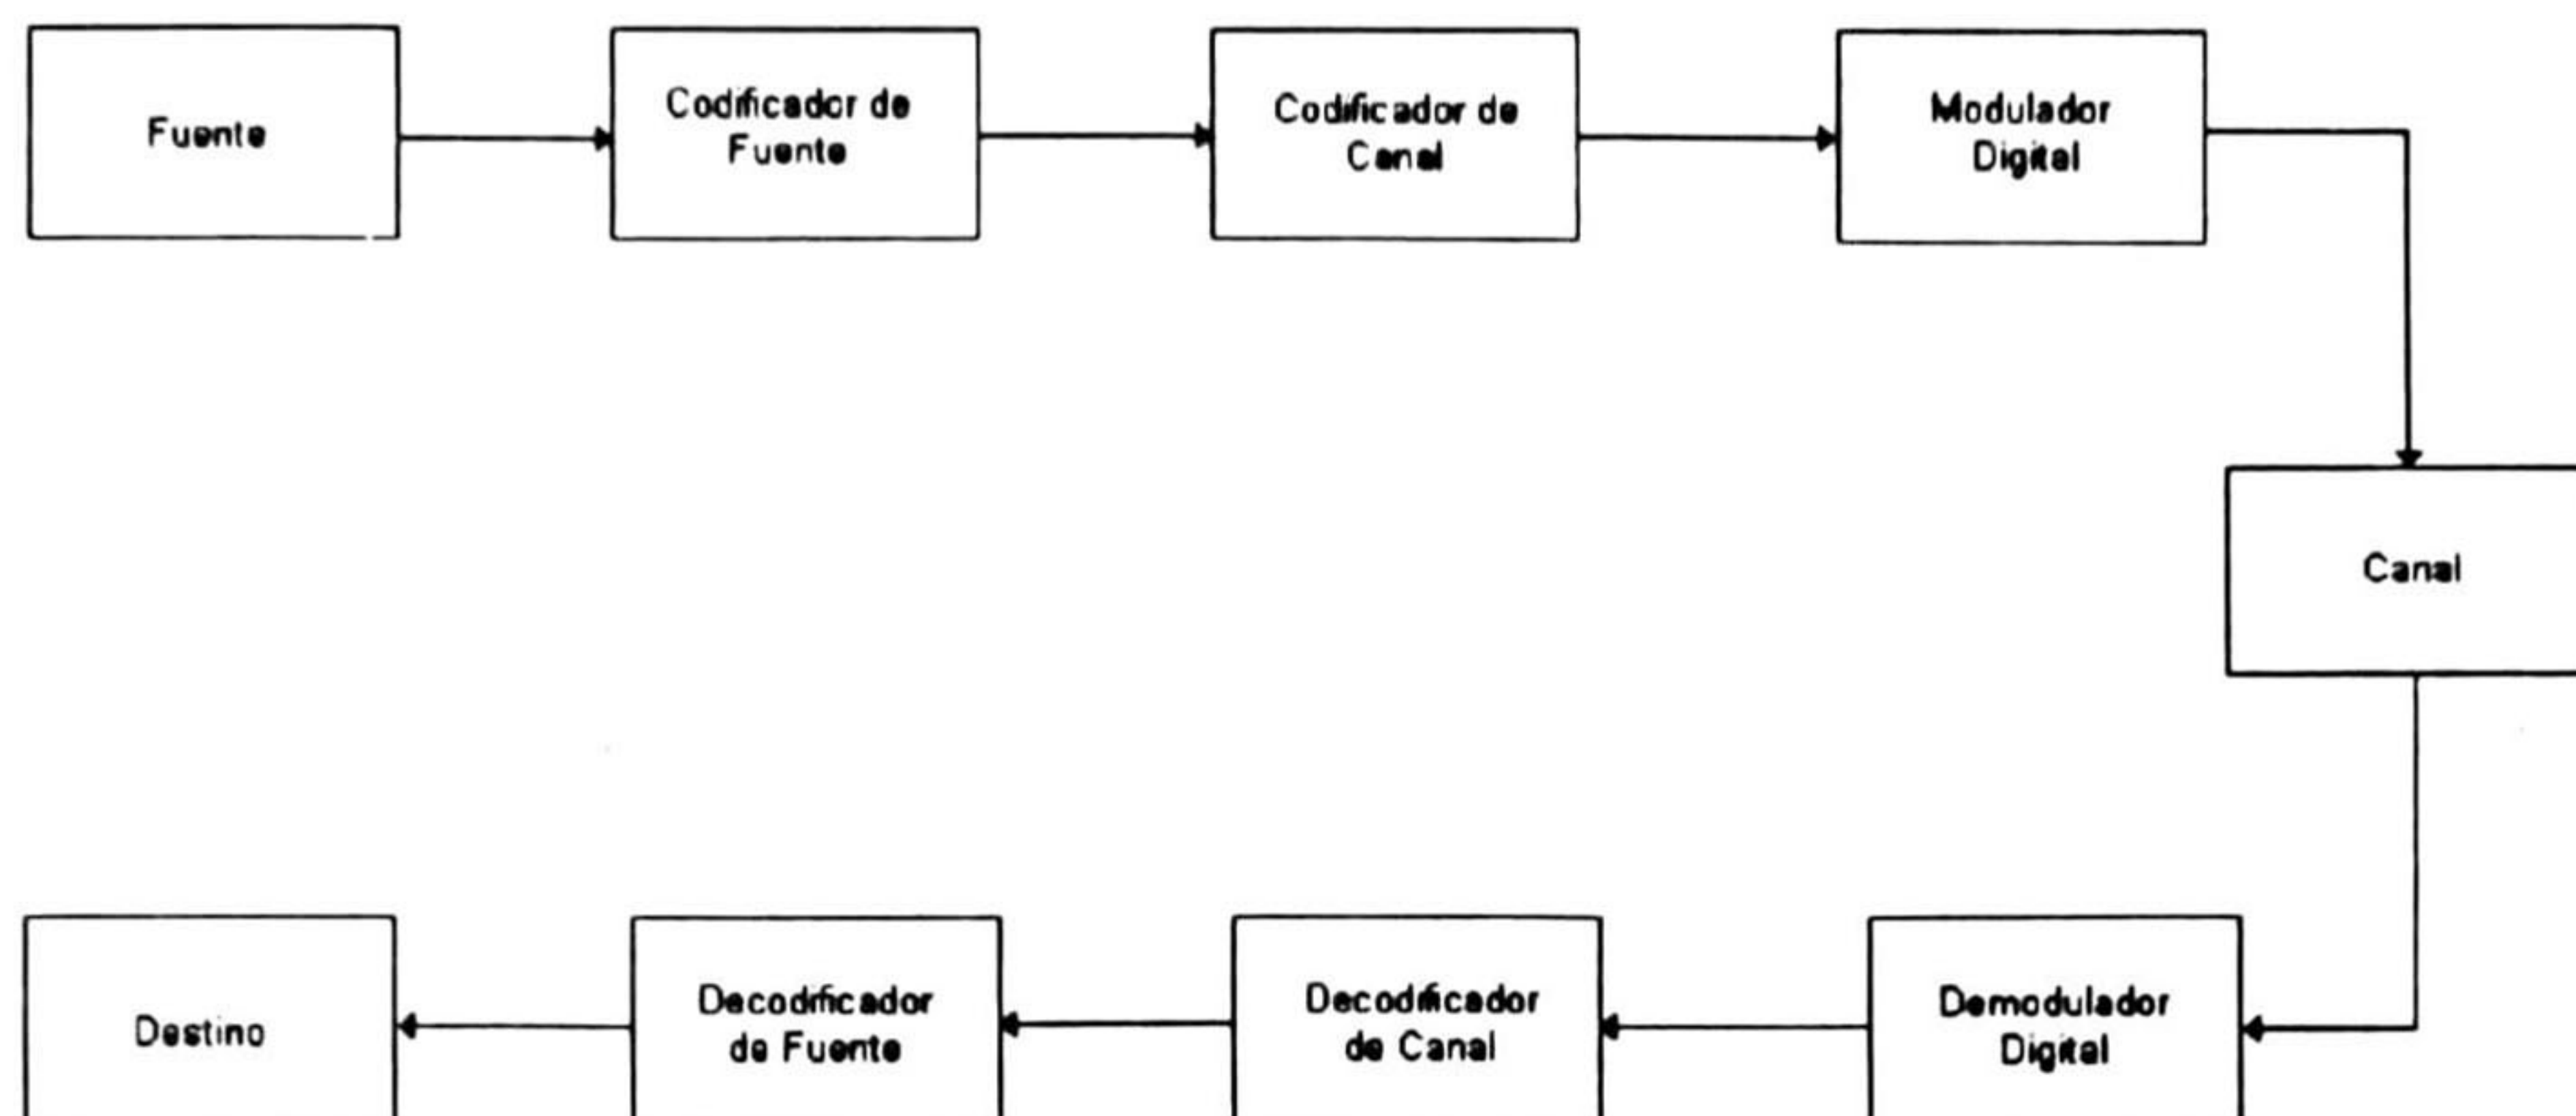 Fuente
Codificador de
Fuente
Codificador de
Canal
Modulador
Digital
Canal
Destino
Decodificador
de Fuente
Decodificador
de Canal
Demodulador
Digital